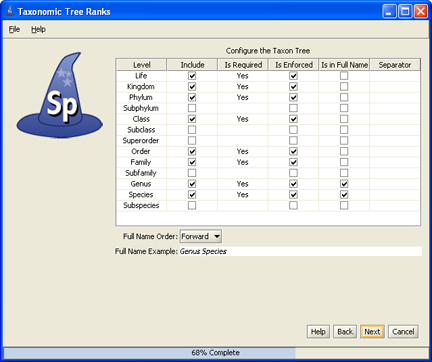 Taxonomic Tree Ranks
File Help
Sp
Configure the Taxon Tree
Level Include Is Required Is Enforced Is in Full Name Separator
Life Yes
Kingdom Yes
Phylum Yes
Subphylum
Class Yes
Subclass
Superorder
Order Yes
Family Yes
Subfamily
Genus Yes
Species Yes
Subspecies
Full Name Order: Forward
Full Name Example: Genus Species
Help Back Next Cancel
68% Complete